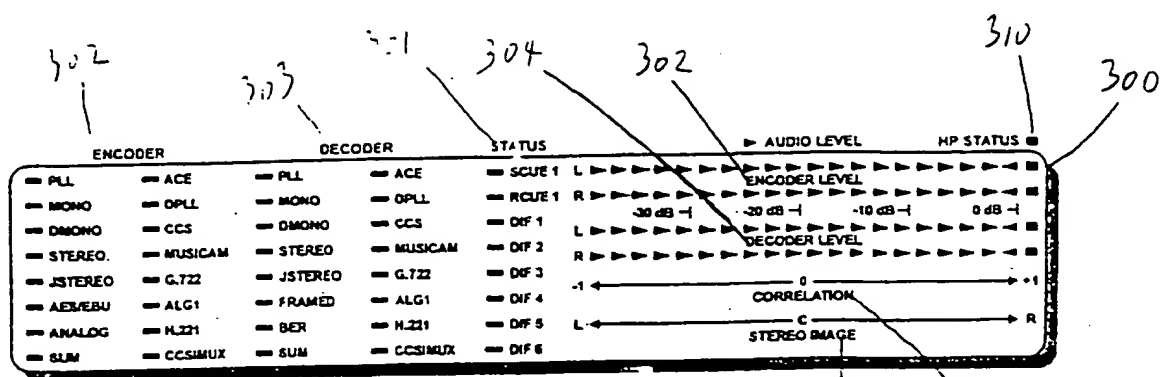 302
303
304
302
310
300
ENCODER DECODER STATUS ► AUDIO LEVEL HP STATUS
PLL ACE PLL ACE SCUE 1 L
ENCODER LEVEL
MONO DPLL MONO DPLL RCUE 1 R
-30 dB -20 dB -10 dB 0 dB
DMONO CCS DMONO CCS DIF 1 L
DECODER LEVEL
STEREO. MUSICAM STEREO MUSICAM DIF 2 R
JSTEREO G.722 JSTEREO G.722 DIF 3 -1 0 +1
CORRELATION
AES/EBU ALG1 FRAMED ALG1 DIF 4
ANALOG H.221 BER H.221 DIF 5 L C R
STEREO IMAGE
SUM CCSIMUX SUM CCSIMUX DIF 6